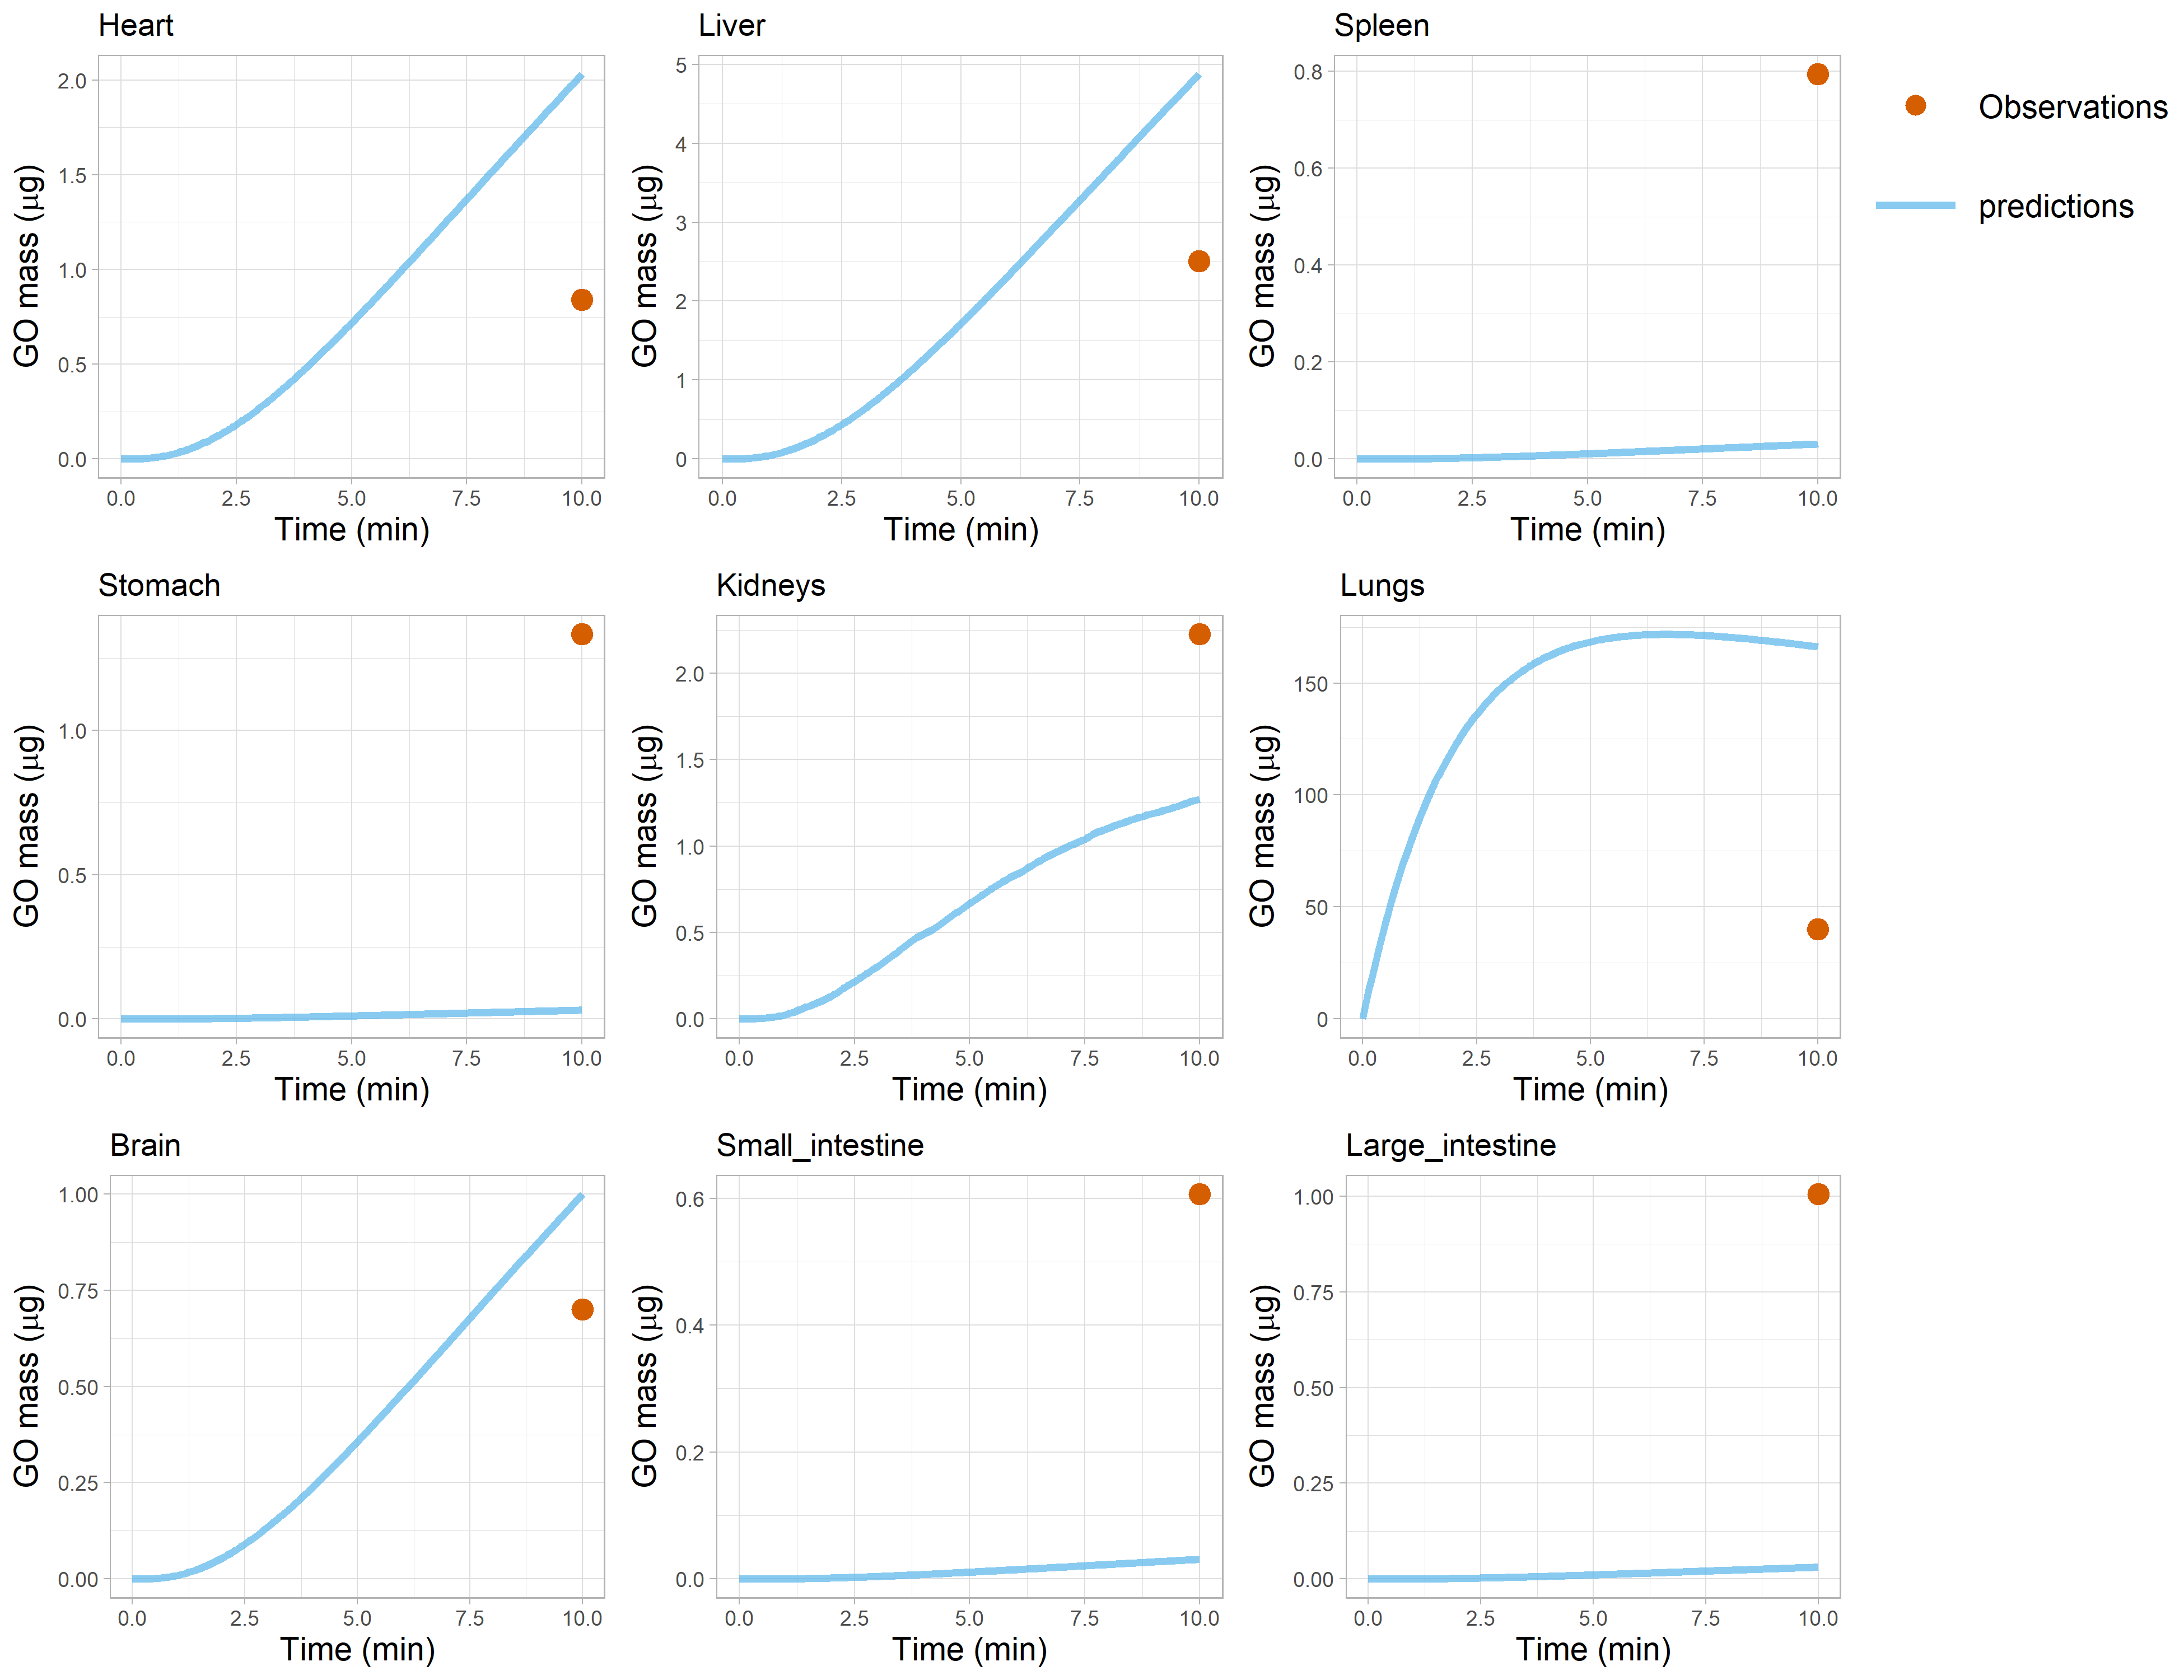 Heart
2.0
1.5
1.0
0.5
0.0
GO mass (μg)
0.0 2.5 5.0 7.5 10.0
Time (min)
Liver
5
4
3
2
1
0
GO mass (μg)
0.0 2.5 5.0 7.5 10.0
Time (min)
Spleen
0.8
0.6
0.4
0.2
0.0
GO mass (μg)
0.0 2.5 5.0 7.5 10.0
Time (min)
Observations
predictions
Stomach
1.0
0.5
0.0
GO mass (μg)
0.0 2.5 5.0 7.5 10.0
Time (min)
Kidneys
2.0
1.5
1.0
0.5
0.0
GO mass (μg)
0.0 2.5 5.0 7.5 10.0
Time (min)
Lungs
150
100
50
0
GO mass (μg)
0.0 2.5 5.0 7.5 10.0
Time (min)
Brain
1.00
0.75
0.50
0.25
0.00
GO mass (μg)
0.0 2.5 5.0 7.5 10.0
Time (min)
Small_intestine
0.6
0.4
0.2
0.0
GO mass (μg)
0.0 2.5 5.0 7.5 10.0
Time (min)
Large_intestine
1.00
0.75
0.50
0.25
0.00
GO mass (μg)
0.0 2.5 5.0 7.5 10.0
Time (min)